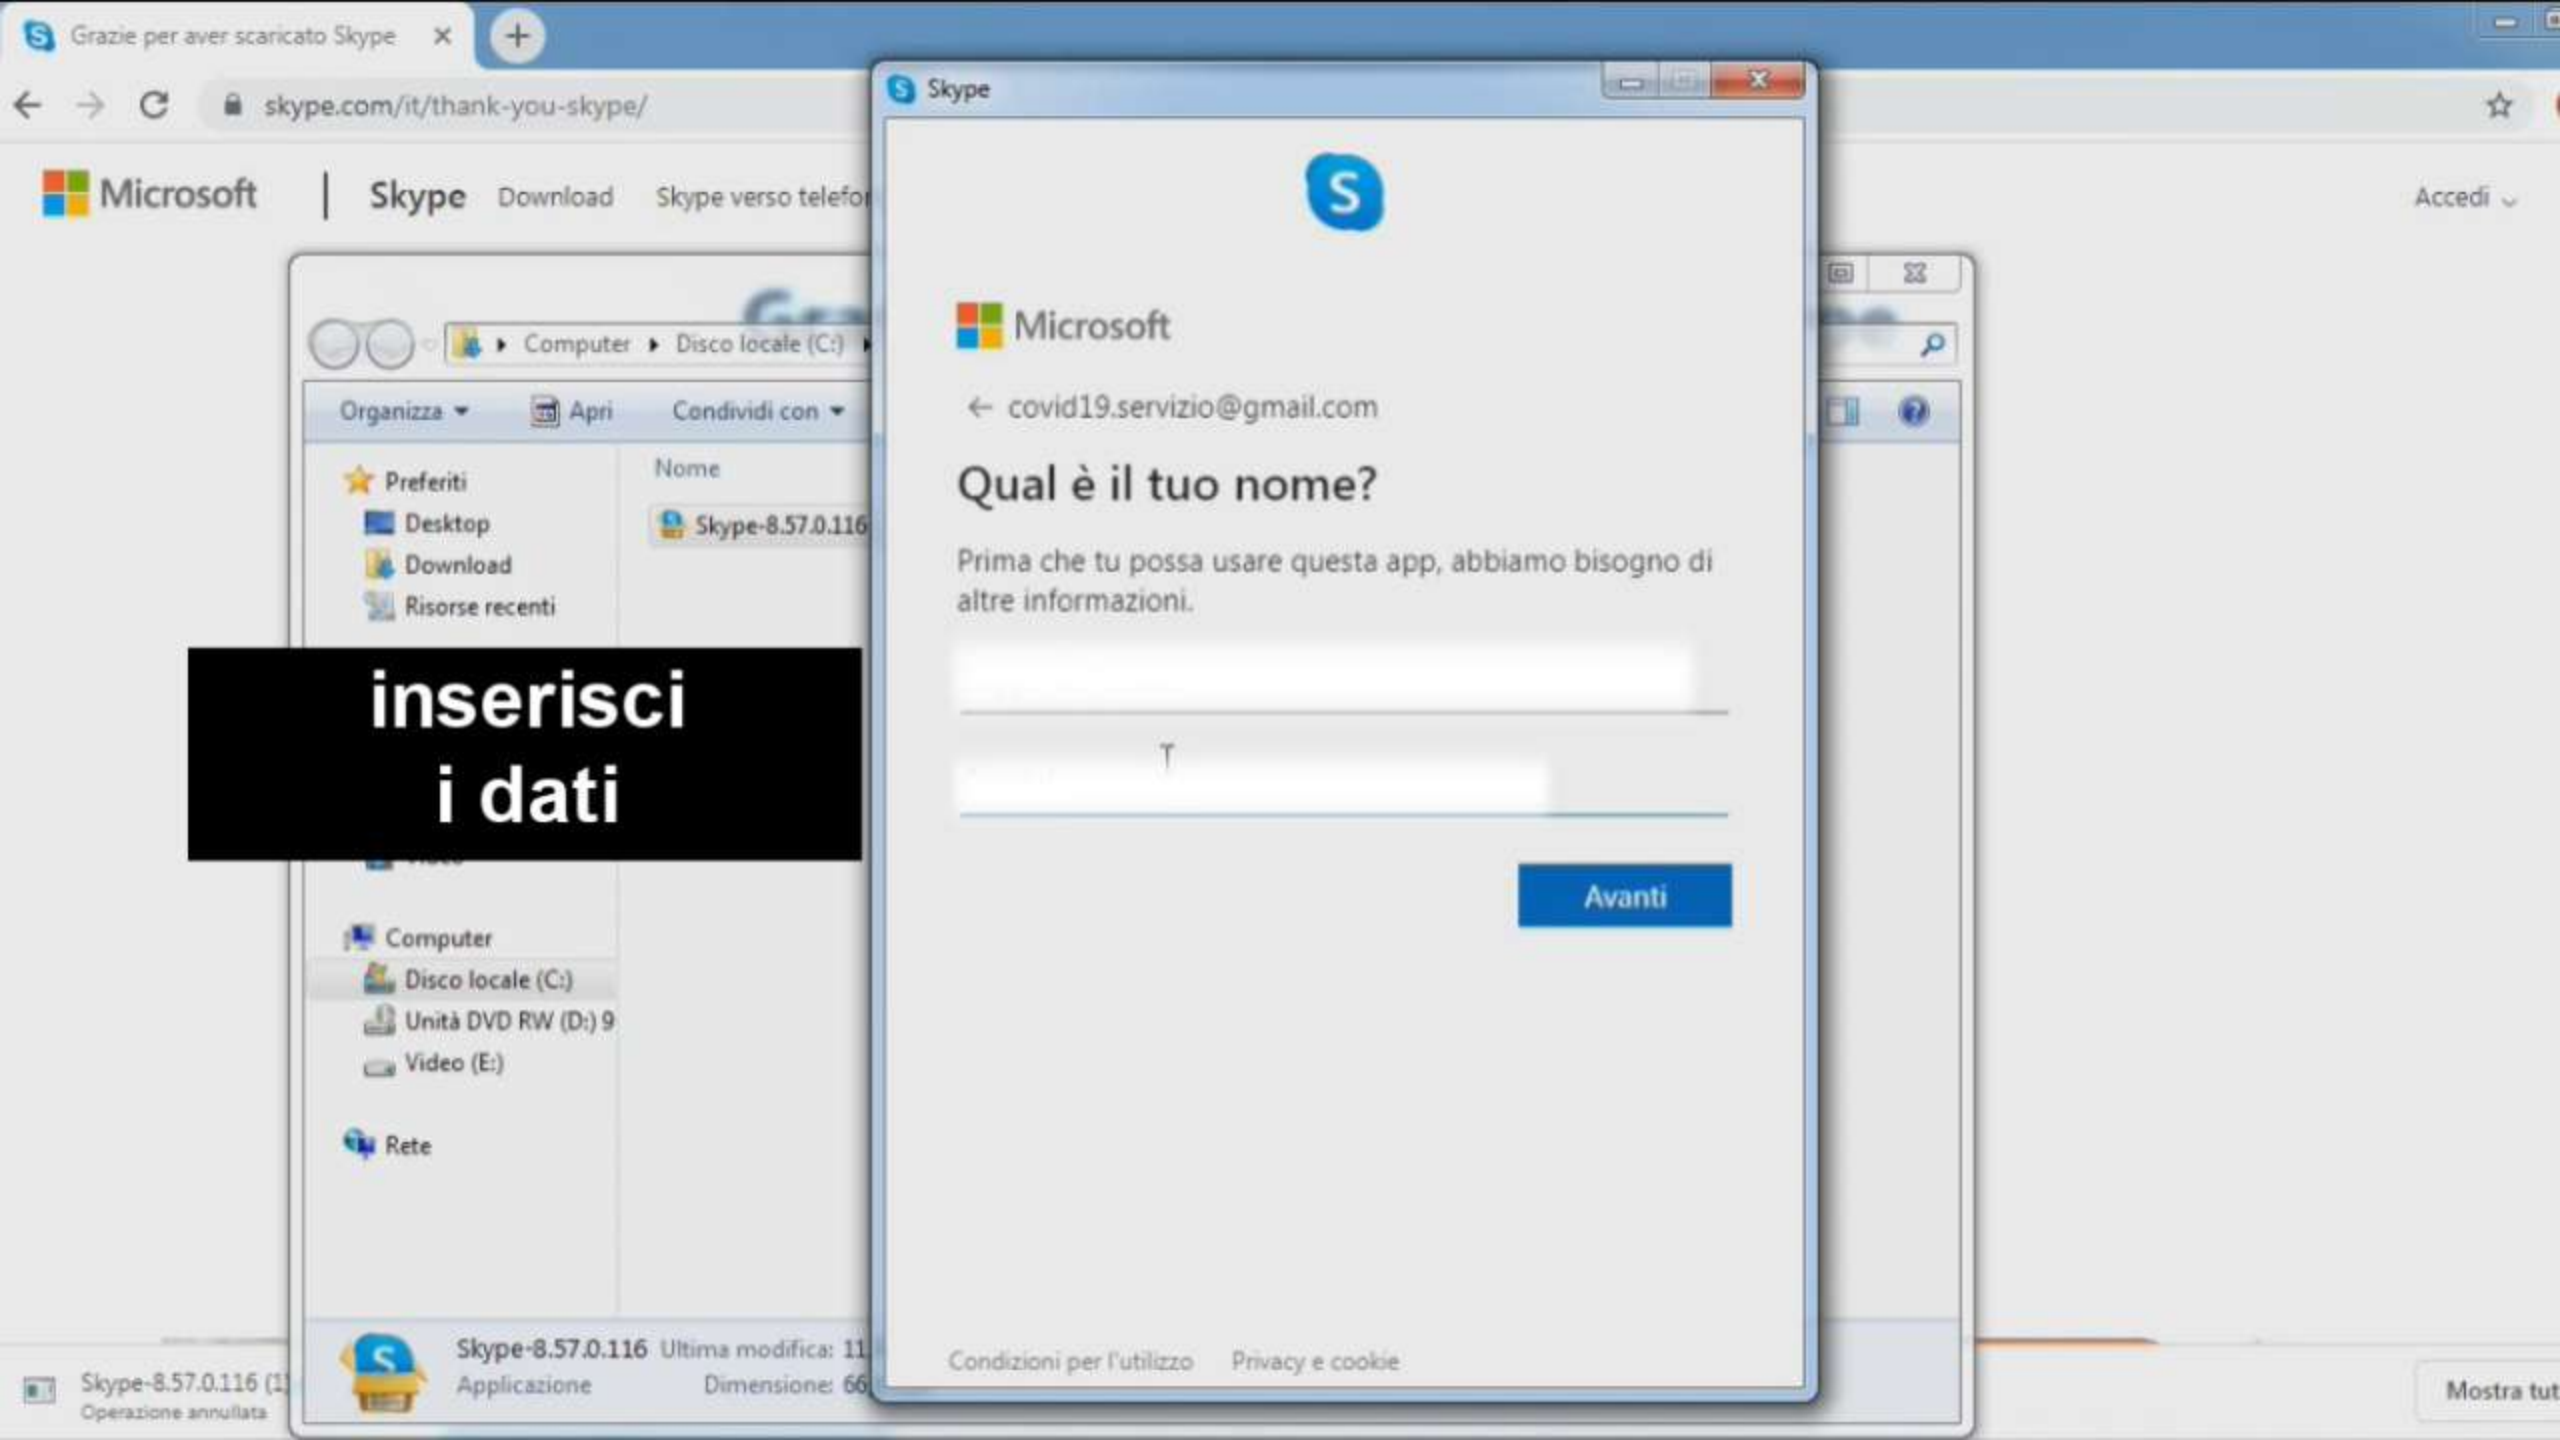 Grazie per aver scaricato Skype
skype.com/it/thank-you-skype/
Microsoft | Skype Download Skype verso telefor
Accedi
Skype
Microsoft
← covid19.servizio@gmail.com
Qual è il tuo nome?
Prima che tu possa usare questa app, abbiamo bisogno di
altre informazioni.
Avanti
Condizioni per l'utilizzo Privacy e cookie
Computer Disco locale (C:)
Organizza Apri Condividi con
Nome
Skype-8.57.0.116
Preferiti
Desktop
Download
Risorse recenti
inserisci
i dati
Computer
Disco locale (C:)
Unità DVD RW (D:) 9
Video (E:)
Rete
Skype-8.57.0.116 Ultima modifica: 11
Applicazione Dimensione: 66
Skype-8.57.0.116 (1)
Operazione annullata
Mostra tut